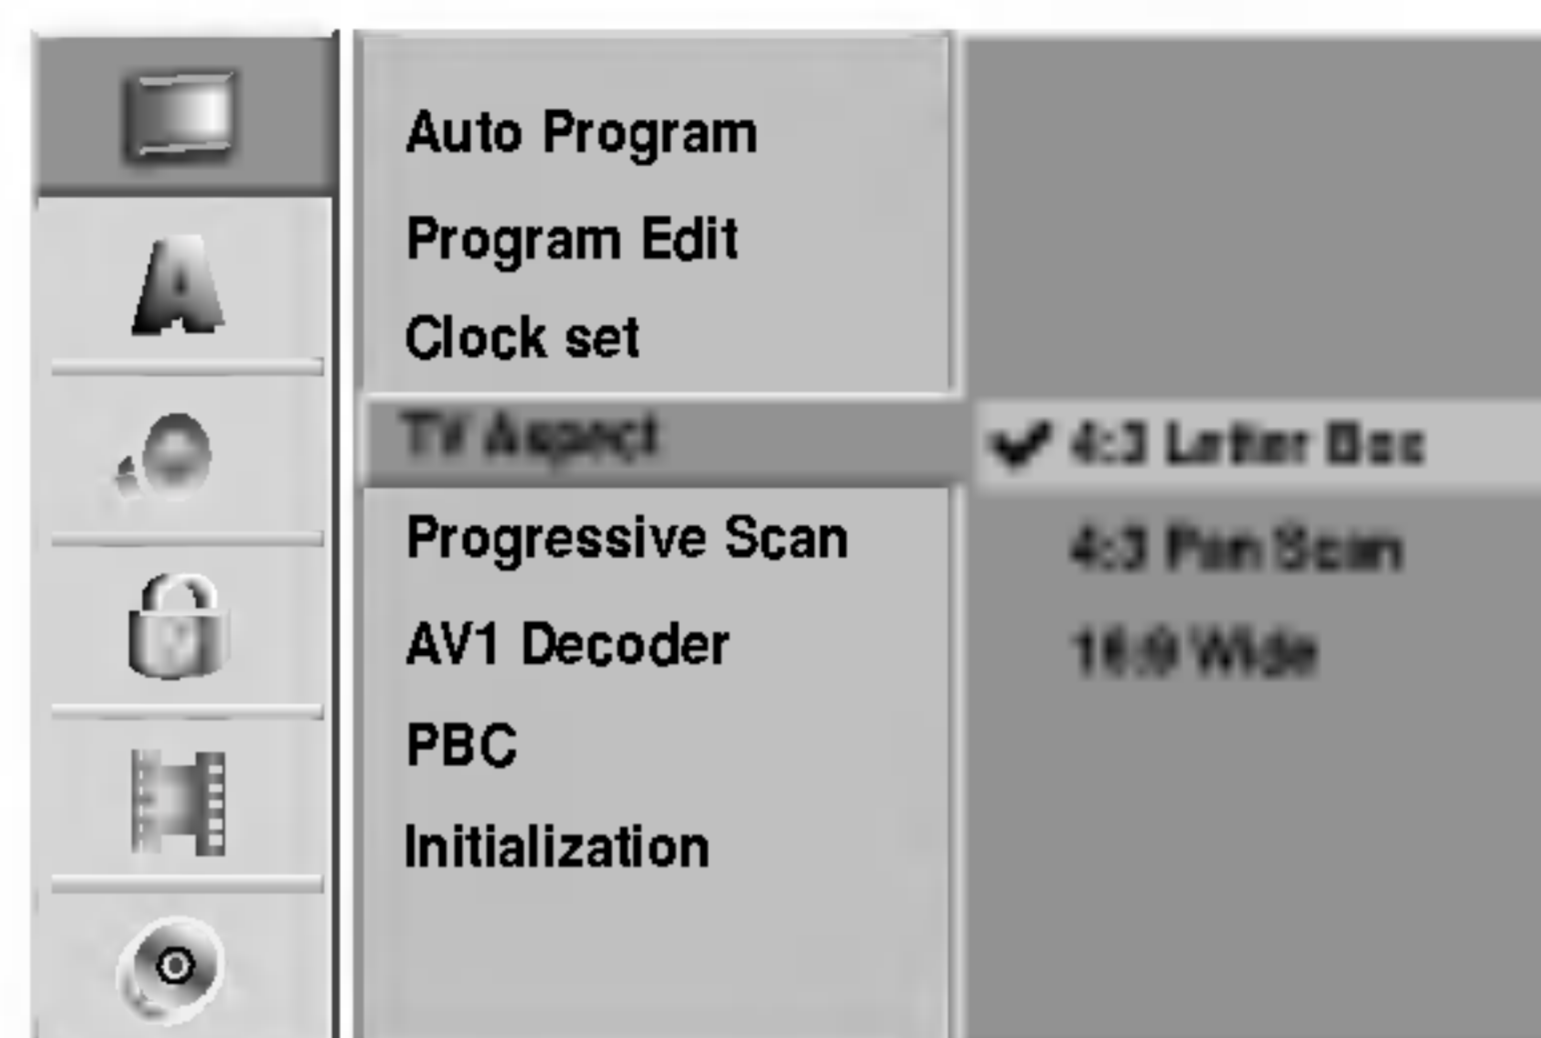 Auto Program
Program Edit
Clock set
TV Aspect
Progressive Scan
AV1 Decoder
PBC
Initialization
4:3 Letter Box
4:3 Pan Scan
16:9 Wide